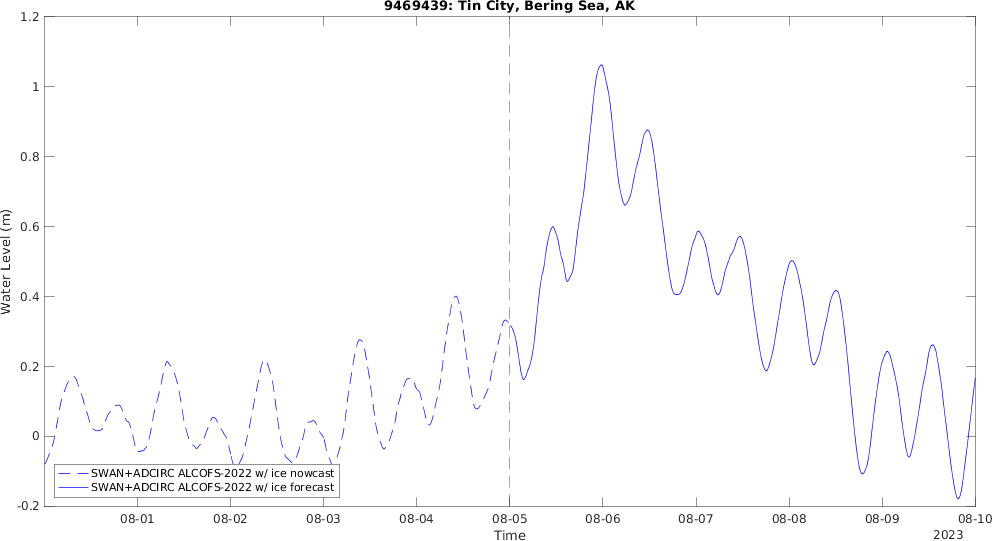 9469439: Tin City, Bering Sea, AK
1.2
1
0.8
0.6
0.4
0.2
0
-0.2
Water Level (m)
SWAN+ADCIRC ALCOFS-2022 w/ ice nowcast
SWAN+ADCIRC ALCOFS-2022 w/ ice forecast
08-01 08-02 08-03 08-04 08-05 08-06 08-07 08-08 08-09 08-10
Time
2023